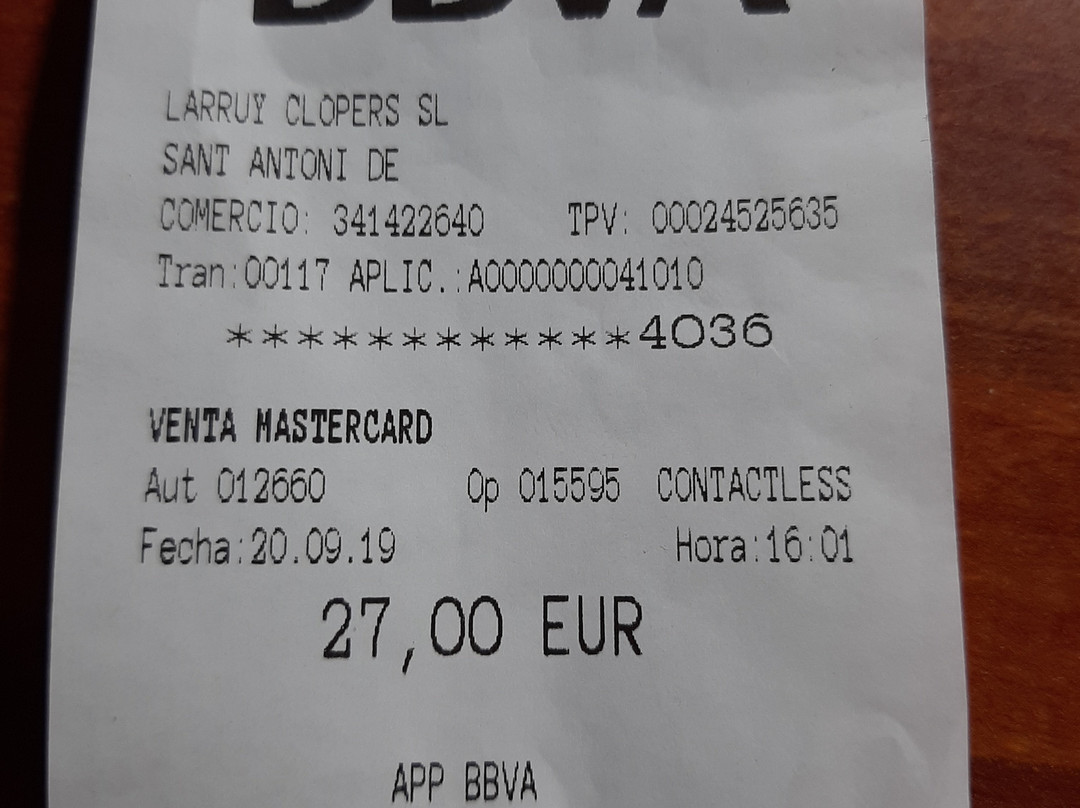 BBVA
LARRUY CLOPERS SL
SANT ANTONI DE
COMERCIO: 341422640 TPV: 00024525635
Tran:00117 APLIC.:A0000000041010
************4036
VENTA MASTERCARD
Aut 012660 Op 015595 CONTACTLESS
Fecha:20.09.19 Hora:16:01
27,00 EUR
APP BBVA